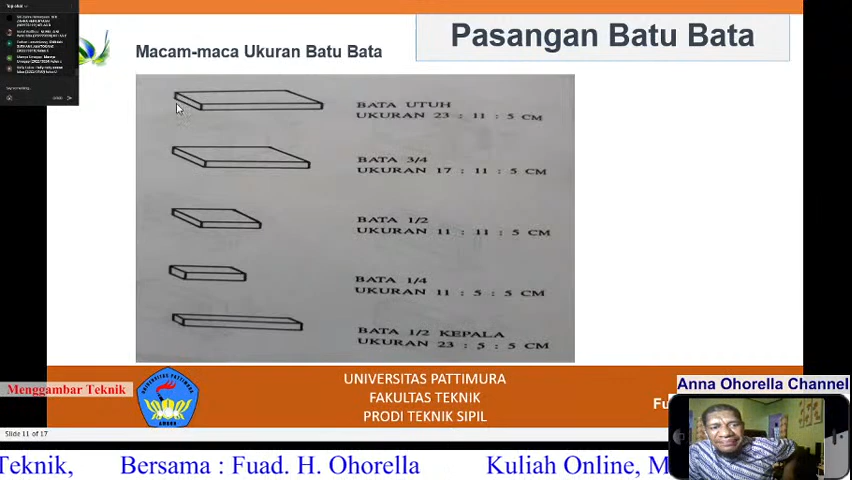 Top chat
Pasangan Batu Bata
Macam-maca Ukuran Batu Bata
BATA UTUH
UKURAN 23 : 11 : 5 CM
BATA 3/4
UKURAN 17 : 11 : 5 CM
BATA 1/2
UKURAN 11 : 11 : 5 CM
BATA 1/4
UKURAN 11 : 5 : 5 CM
BATA 1/2 KEPALA
UKURAN 23 : 5 : 5 CM
Menggambar Teknik
UNIVERSITAS PATTIMURA
FAKULTAS TEKNIK
PRODI TEKNIK SIPIL
Anna Ohorella Channel
Fu
Slide 11 of 17
Teknik, Bersama : Fuad. H. Ohorella Kuliah Online, M